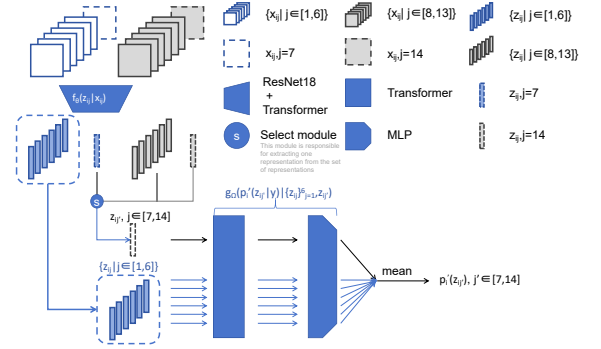 {xᵢⱼ| j∈[1,6]}
{xᵢⱼ| j∈[8,13]}
{zᵢⱼ| j∈[1,6]}
xᵢⱼ,j=7
xᵢⱼ,j=14
{zᵢⱼ| j∈[8,13]}
fθ(zᵢⱼ|xᵢⱼ)
ResNet18
+
Transformer
Transformer
zᵢⱼ,j=7
S
Select module
This module is responsible
for extracting one
representation from the set
of representations
MLP
zᵢⱼ,j=14
S
gΩ(pᵢ′(zᵢⱼ′|y)|{zᵢⱼ}⁶ⱼ₌₁,zᵢⱼ′)
zᵢⱼ′, j∈[7,14]
{zᵢⱼ| j∈[1,6]}
mean
pᵢ′(zᵢⱼ′), j′∈[7,14]